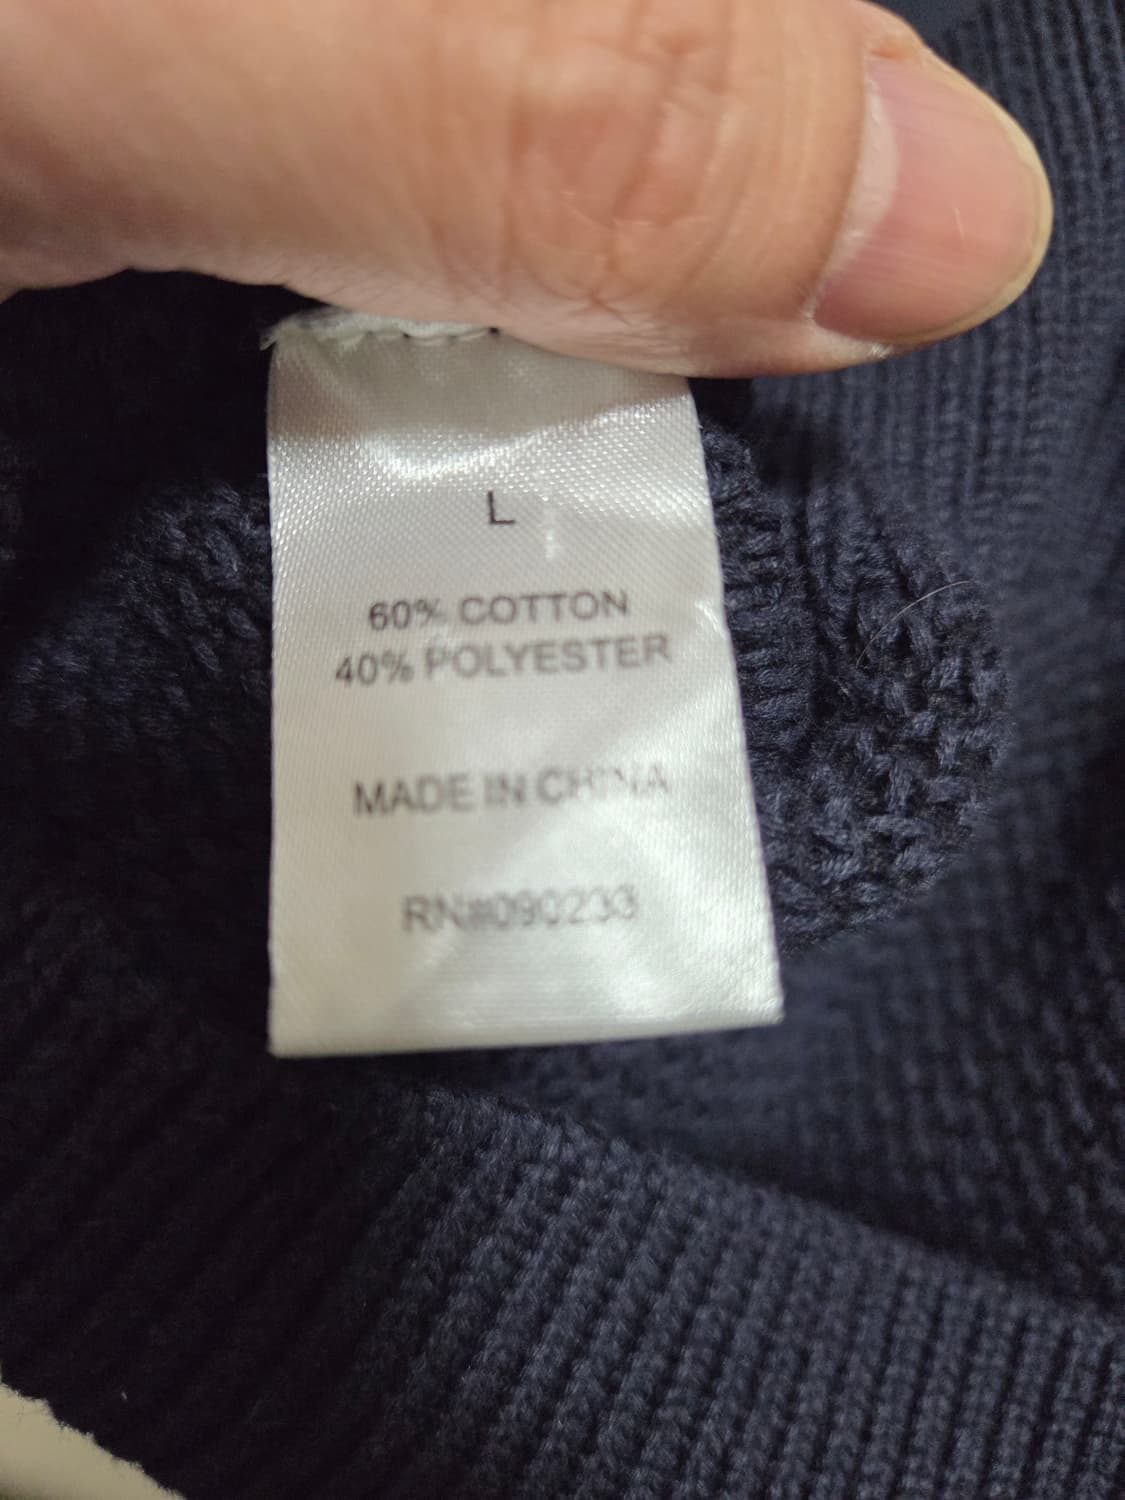 L
60% COTTON
40% POLYESTER
MADE IN CHINA
RN#090233